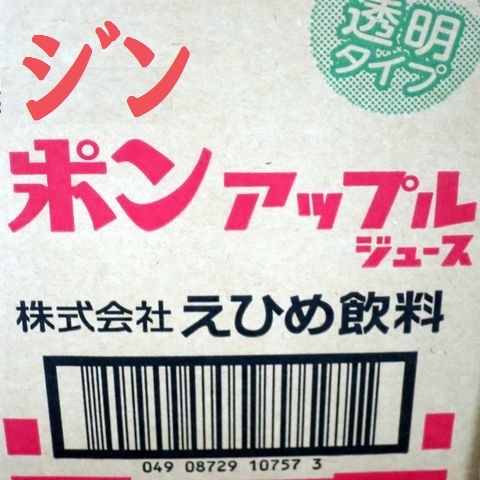 透明
タイプ
ジン
ポンアップル
ジュース
株式会社 えひめ飲料
049 08729 10757 3